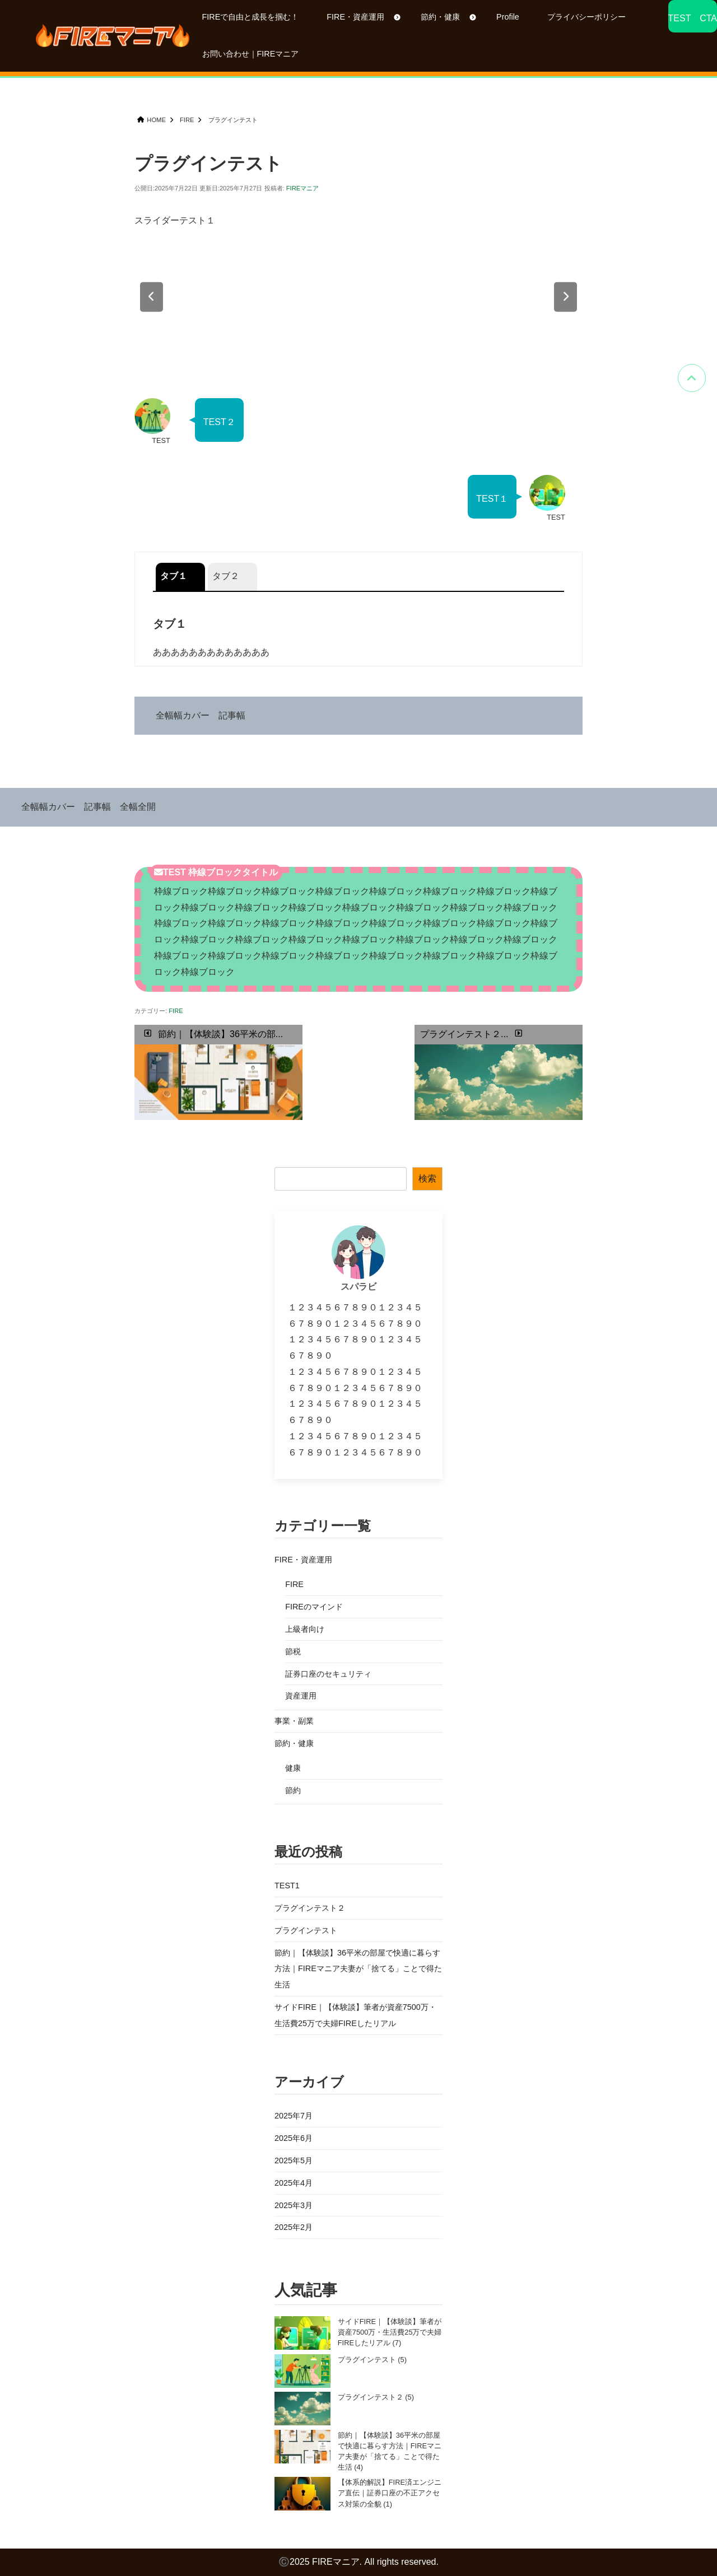 FIREマニア
FIREで自由と成長を掴む！
FIRE・資産運用
節約・健康
Profile
プライバシーポリシー
お問い合わせ｜FIREマニア
TEST　CTA
HOME
FIRE
プラグインテスト
プラグインテスト
公開日:2025年7月22日 更新日:2025年7月27日 投稿者: FIREマニア
スライダーテスト１
TEST２
TEST
TEST１
TEST
タブ１
タブ２
タブ１
あああああああああああああ
全幅幅カバー　記事幅
全幅幅カバー　記事幅　全幅全開
TEST 枠線ブロックタイトル
枠線ブロック枠線ブロック枠線ブロック枠線ブロック枠線ブロック枠線ブロック枠線ブロック枠線ブ
ロック枠線ブロック枠線ブロック枠線ブロック枠線ブロック枠線ブロック枠線ブロック枠線ブロック
枠線ブロック枠線ブロック枠線ブロック枠線ブロック枠線ブロック枠線ブロック枠線ブロック枠線ブ
ロック枠線ブロック枠線ブロック枠線ブロック枠線ブロック枠線ブロック枠線ブロック枠線ブロック
枠線ブロック枠線ブロック枠線ブロック枠線ブロック枠線ブロック枠線ブロック枠線ブロック枠線ブ
ロック枠線ブロック
カテゴリー: FIRE
節約｜【体験談】36平米の部...
プラグインテスト２...
検索
スパラビ
１２３４５６７８９０１２３４５
６７８９０１２３４５６７８９０
１２３４５６７８９０１２３４５
６７８９０
１２３４５６７８９０１２３４５
６７８９０１２３４５６７８９０
１２３４５６７８９０１２３４５
６７８９０
１２３４５６７８９０１２３４５
６７８９０１２３４５６７８９０
カテゴリー一覧
FIRE・資産運用
FIRE
FIREのマインド
上級者向け
節税
証券口座のセキュリティ
資産運用
事業・副業
節約・健康
健康
節約
最近の投稿
TEST1
プラグインテスト２
プラグインテスト
節約｜【体験談】36平米の部屋で快適に暮らす
方法｜FIREマニア夫妻が「捨てる」ことで得た
生活
サイドFIRE｜【体験談】筆者が資産7500万・
生活費25万で夫婦FIREしたリアル
アーカイブ
2025年7月
2025年6月
2025年5月
2025年4月
2025年3月
2025年2月
人気記事
サイドFIRE｜【体験談】筆者が
資産7500万・生活費25万で夫婦
FIREしたリアル (7)
プラグインテスト (5)
プラグインテスト２ (5)
節約｜【体験談】36平米の部屋
で快適に暮らす方法｜FIREマニ
ア夫妻が「捨てる」ことで得た
生活 (4)
【体系的解説】FIRE済エンジニ
ア直伝｜証券口座の不正アクセ
ス対策の全貌 (1)
©2025 FIREマニア. All rights reserved.